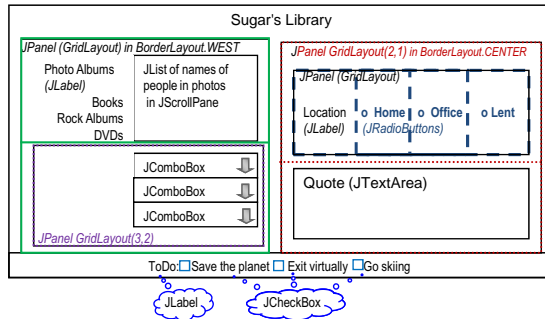 Sugar's Library
JPanel (GridLayout) in BorderLayout.WEST
Photo Albums
(JLabel)
Books
Rock Albums
DVDs
JList of names of
people in photos
in JScrollPane
JComboBox
JComboBox
JComboBox
JPanel GridLayout(3,2)
JPanel GridLayout(2,1) in BorderLayout.CENTER
JPanel (GridLayout)
Location
(JLabel)
o Home
o Office
o Lent
(JRadioButtons)
Quote (JTextArea)
ToDo: Save the planet Exit virtually Go skiing
JLabel
JCheckBox